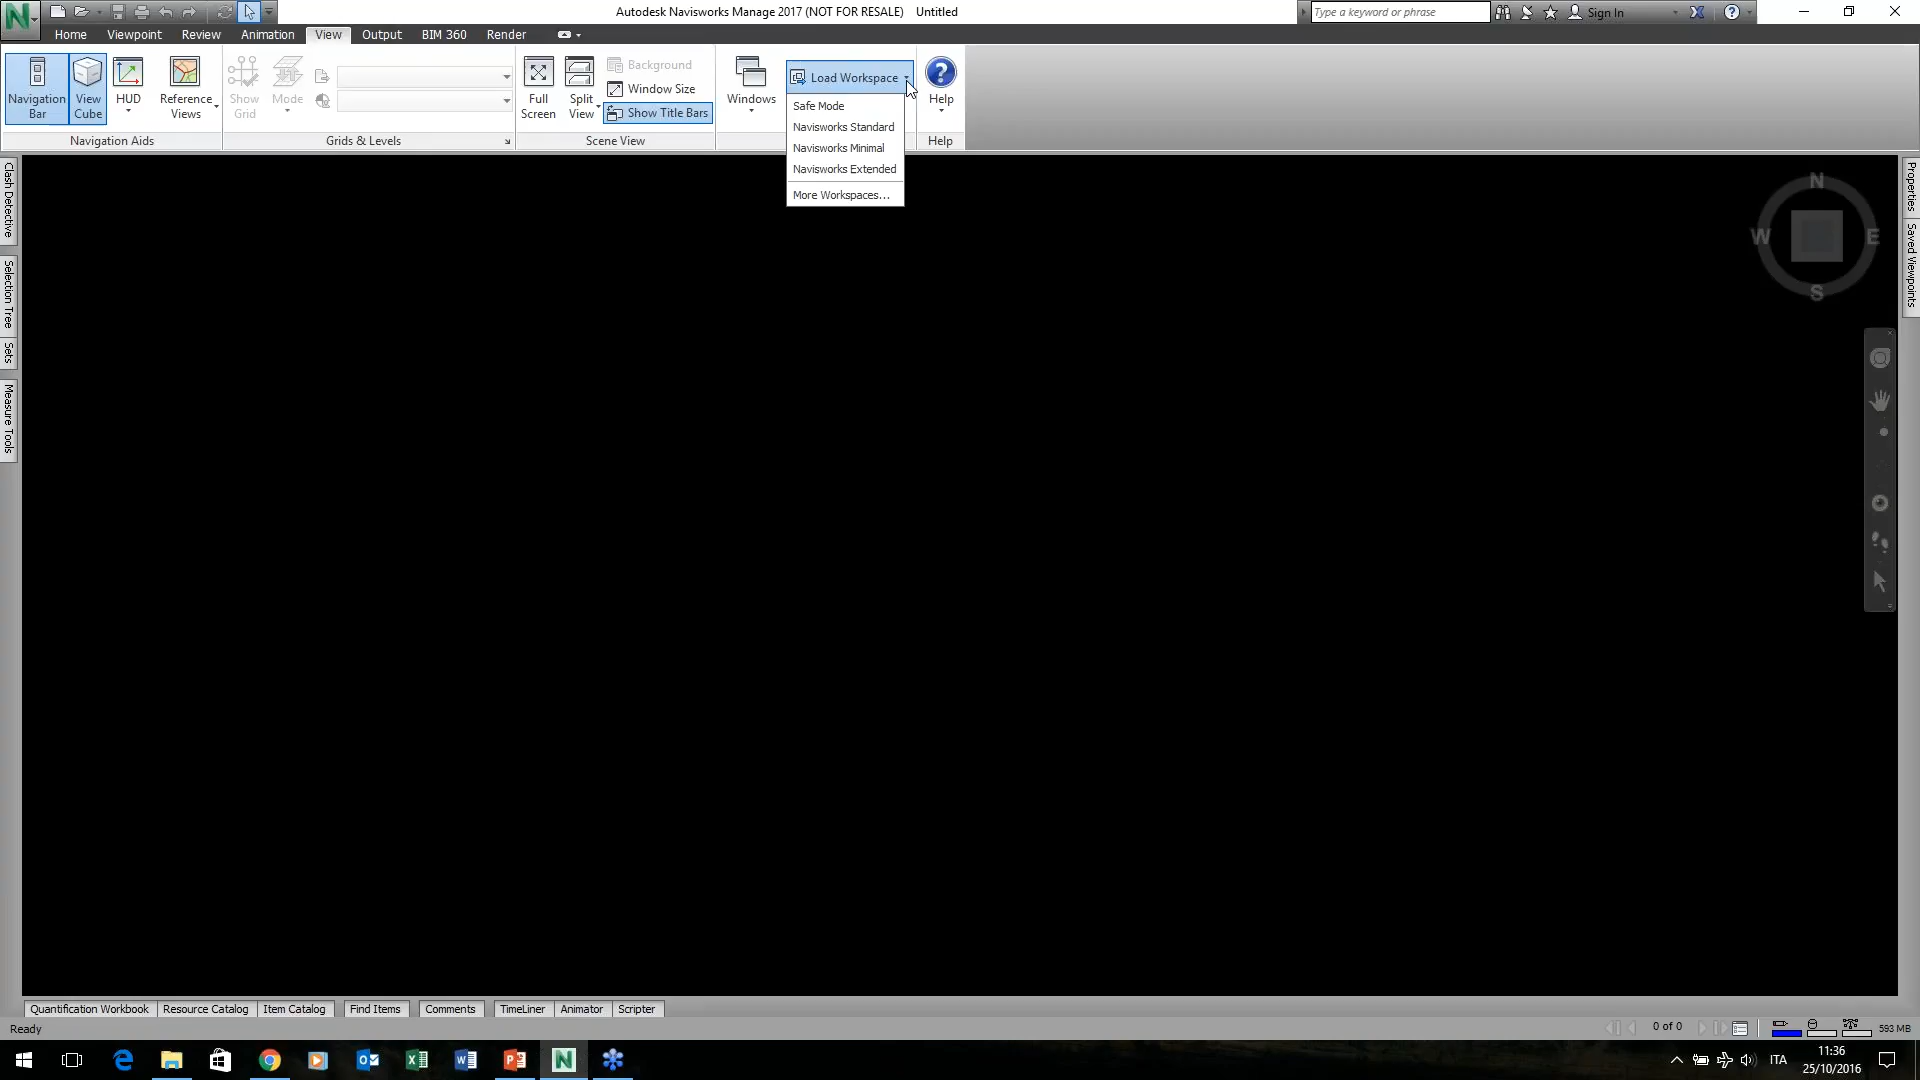 Autodesk Navisworks Manage 2017 (NOT FOR RESALE) Untitled
Type a keyword or phrase
Sign In
Home Viewpoint Review Animation View Output BIM 360 Render
Navigation Bar
View Cube
HUD
Reference Views
Navigation Aids
Show Grid
Mode
Grids & Levels
Full Screen
Split View
Background
Window Size
Show Title Bars
Scene View
Windows
Load Workspace
Safe Mode
Navisworks Standard
Navisworks Minimal
Navisworks Extended
More Workspaces...
Help
Help
Clash Detective
Selection Tree
Sets
Measure Tools
N
W
E
S
Properties
Saved Viewpoints
Quantification Workbook Resource Catalog Item Catalog Find Items Comments TimeLiner Animator Scripter
Ready
0 of 0
593 MB
ITA
11:36
25/10/2016